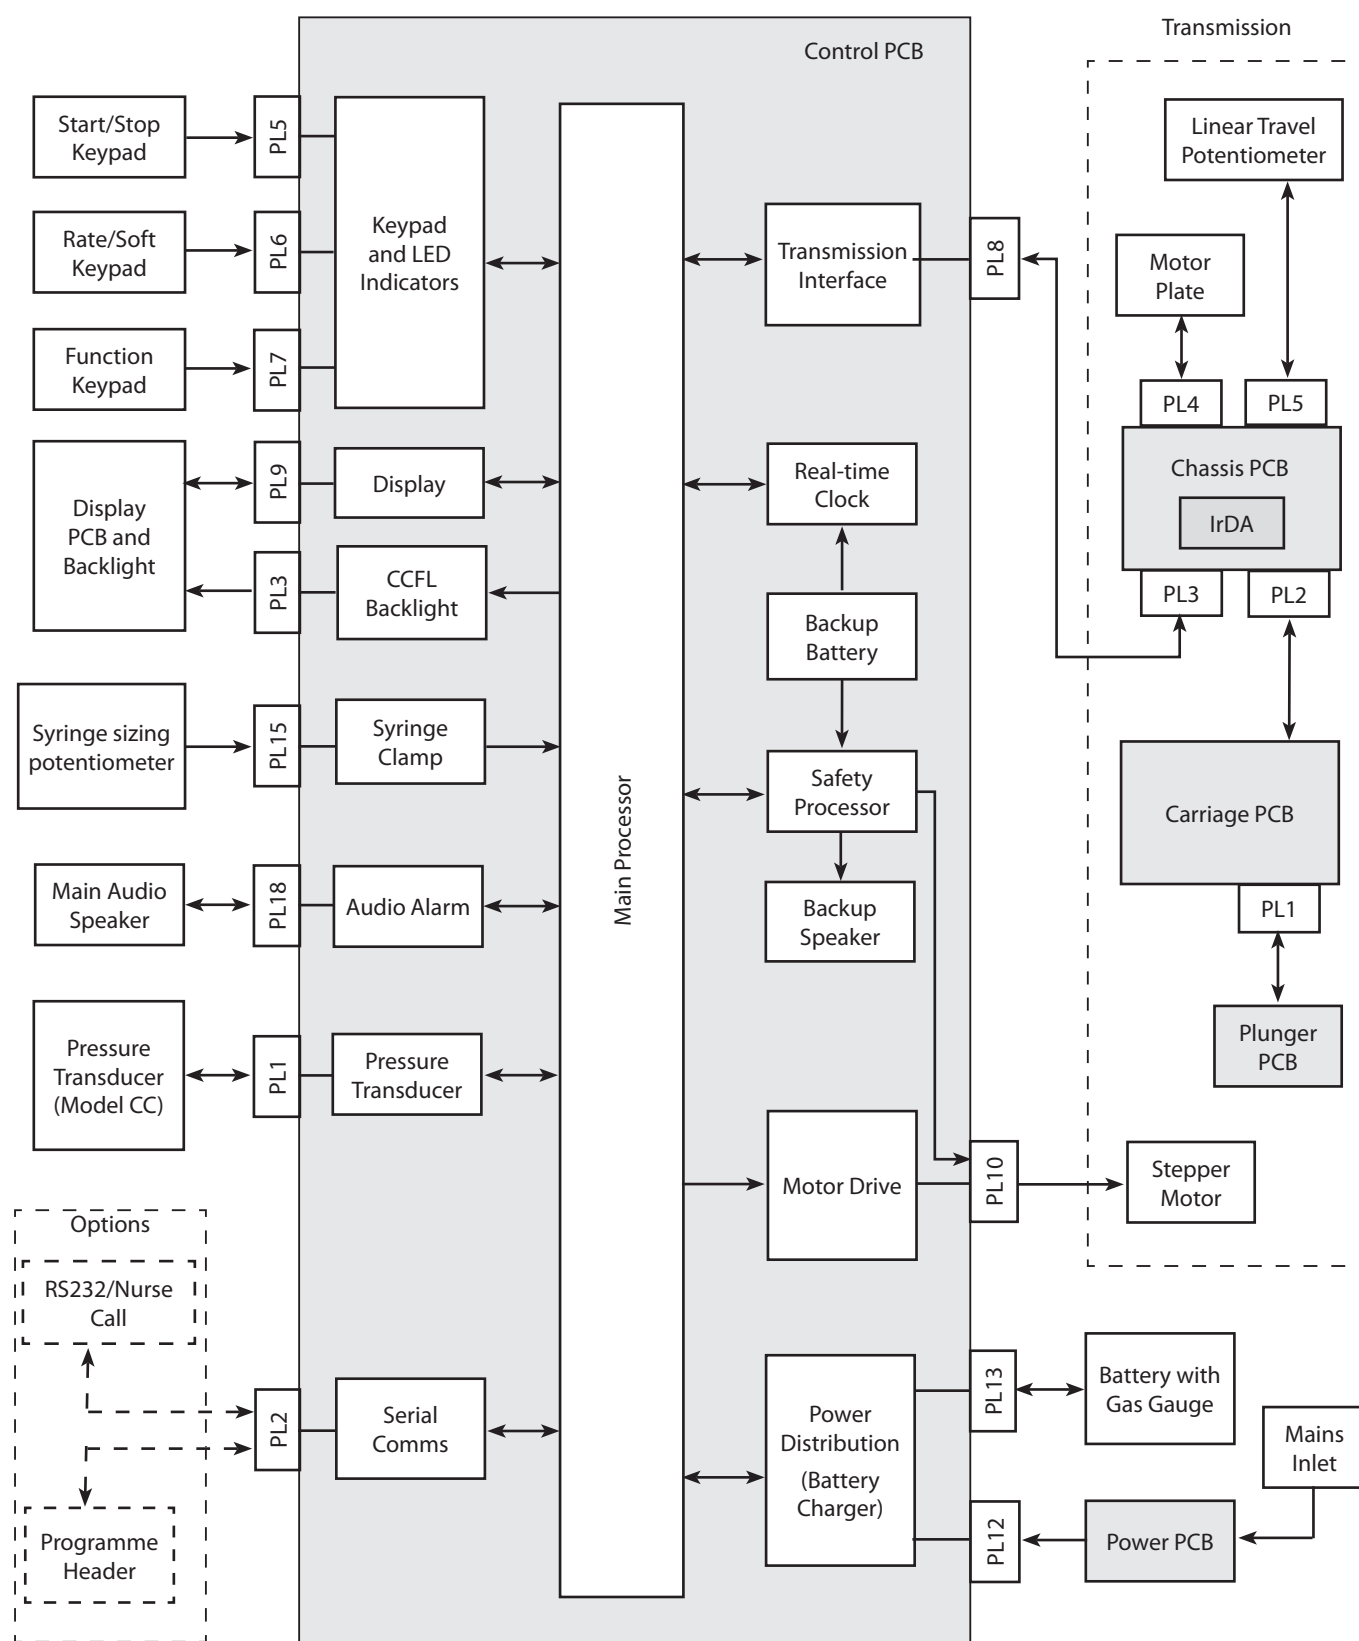 Control PCB
Transmission
Start/Stop
Keypad
PL5
Rate/Soft
Keypad
PL6
Function
Keypad
PL7
Keypad
and LED
Indicators
Display
PCB and
Backlight
PL9
Display
PL3
CCFL
Backlight
Syringe sizing
potentiometer
PL15
Syringe
Clamp
Main Audio
Speaker
PL18
Audio Alarm
Pressure
Transducer
(Model CC)
PL1
Pressure
Transducer
Options
RS232/Nurse
Call
Programme
Header
PL2
Serial
Comms
Main Processor
Transmission
Interface
PL8
Real-time
Clock
Backup
Battery
Safety
Processor
Backup
Speaker
Motor Drive
PL10
Power
Distribution
(Battery
Charger)
PL13
PL12
Linear Travel
Potentiometer
Motor
Plate
PL4
PL5
Chassis PCB
IrDA
PL3
PL2
Carriage PCB
PL1
Plunger
PCB
Stepper
Motor
Battery with
Gas Gauge
Mains
Inlet
Power PCB